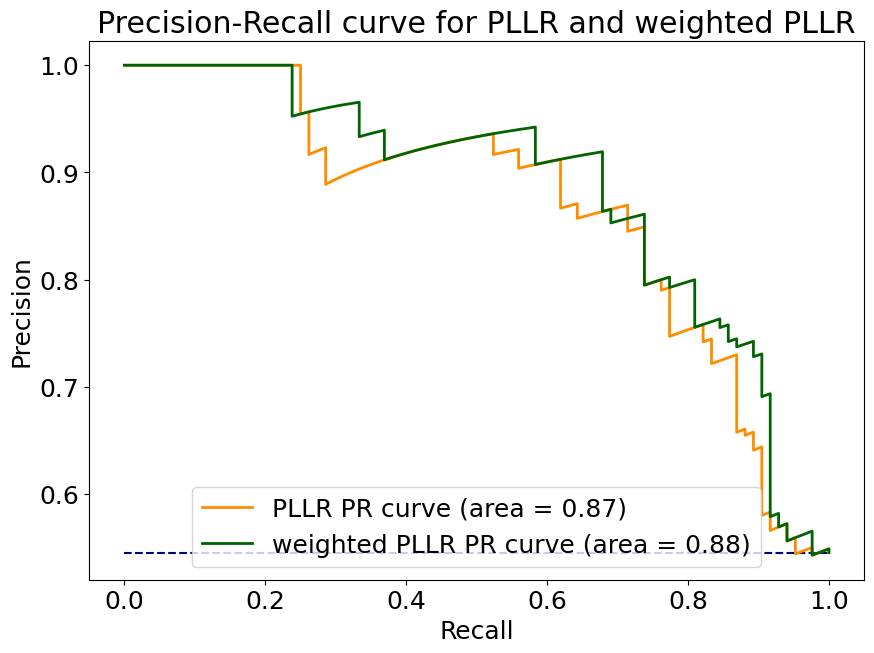 Precision-Recall curve for PLLR and weighted PLLR
1.0
0.9
0.8
0.7
0.6
Precision
PLLR PR curve (area = 0.87)
weighted PLLR PR curve (area = 0.88)
0.0 0.2 0.4 0.6 0.8 1.0
Recall